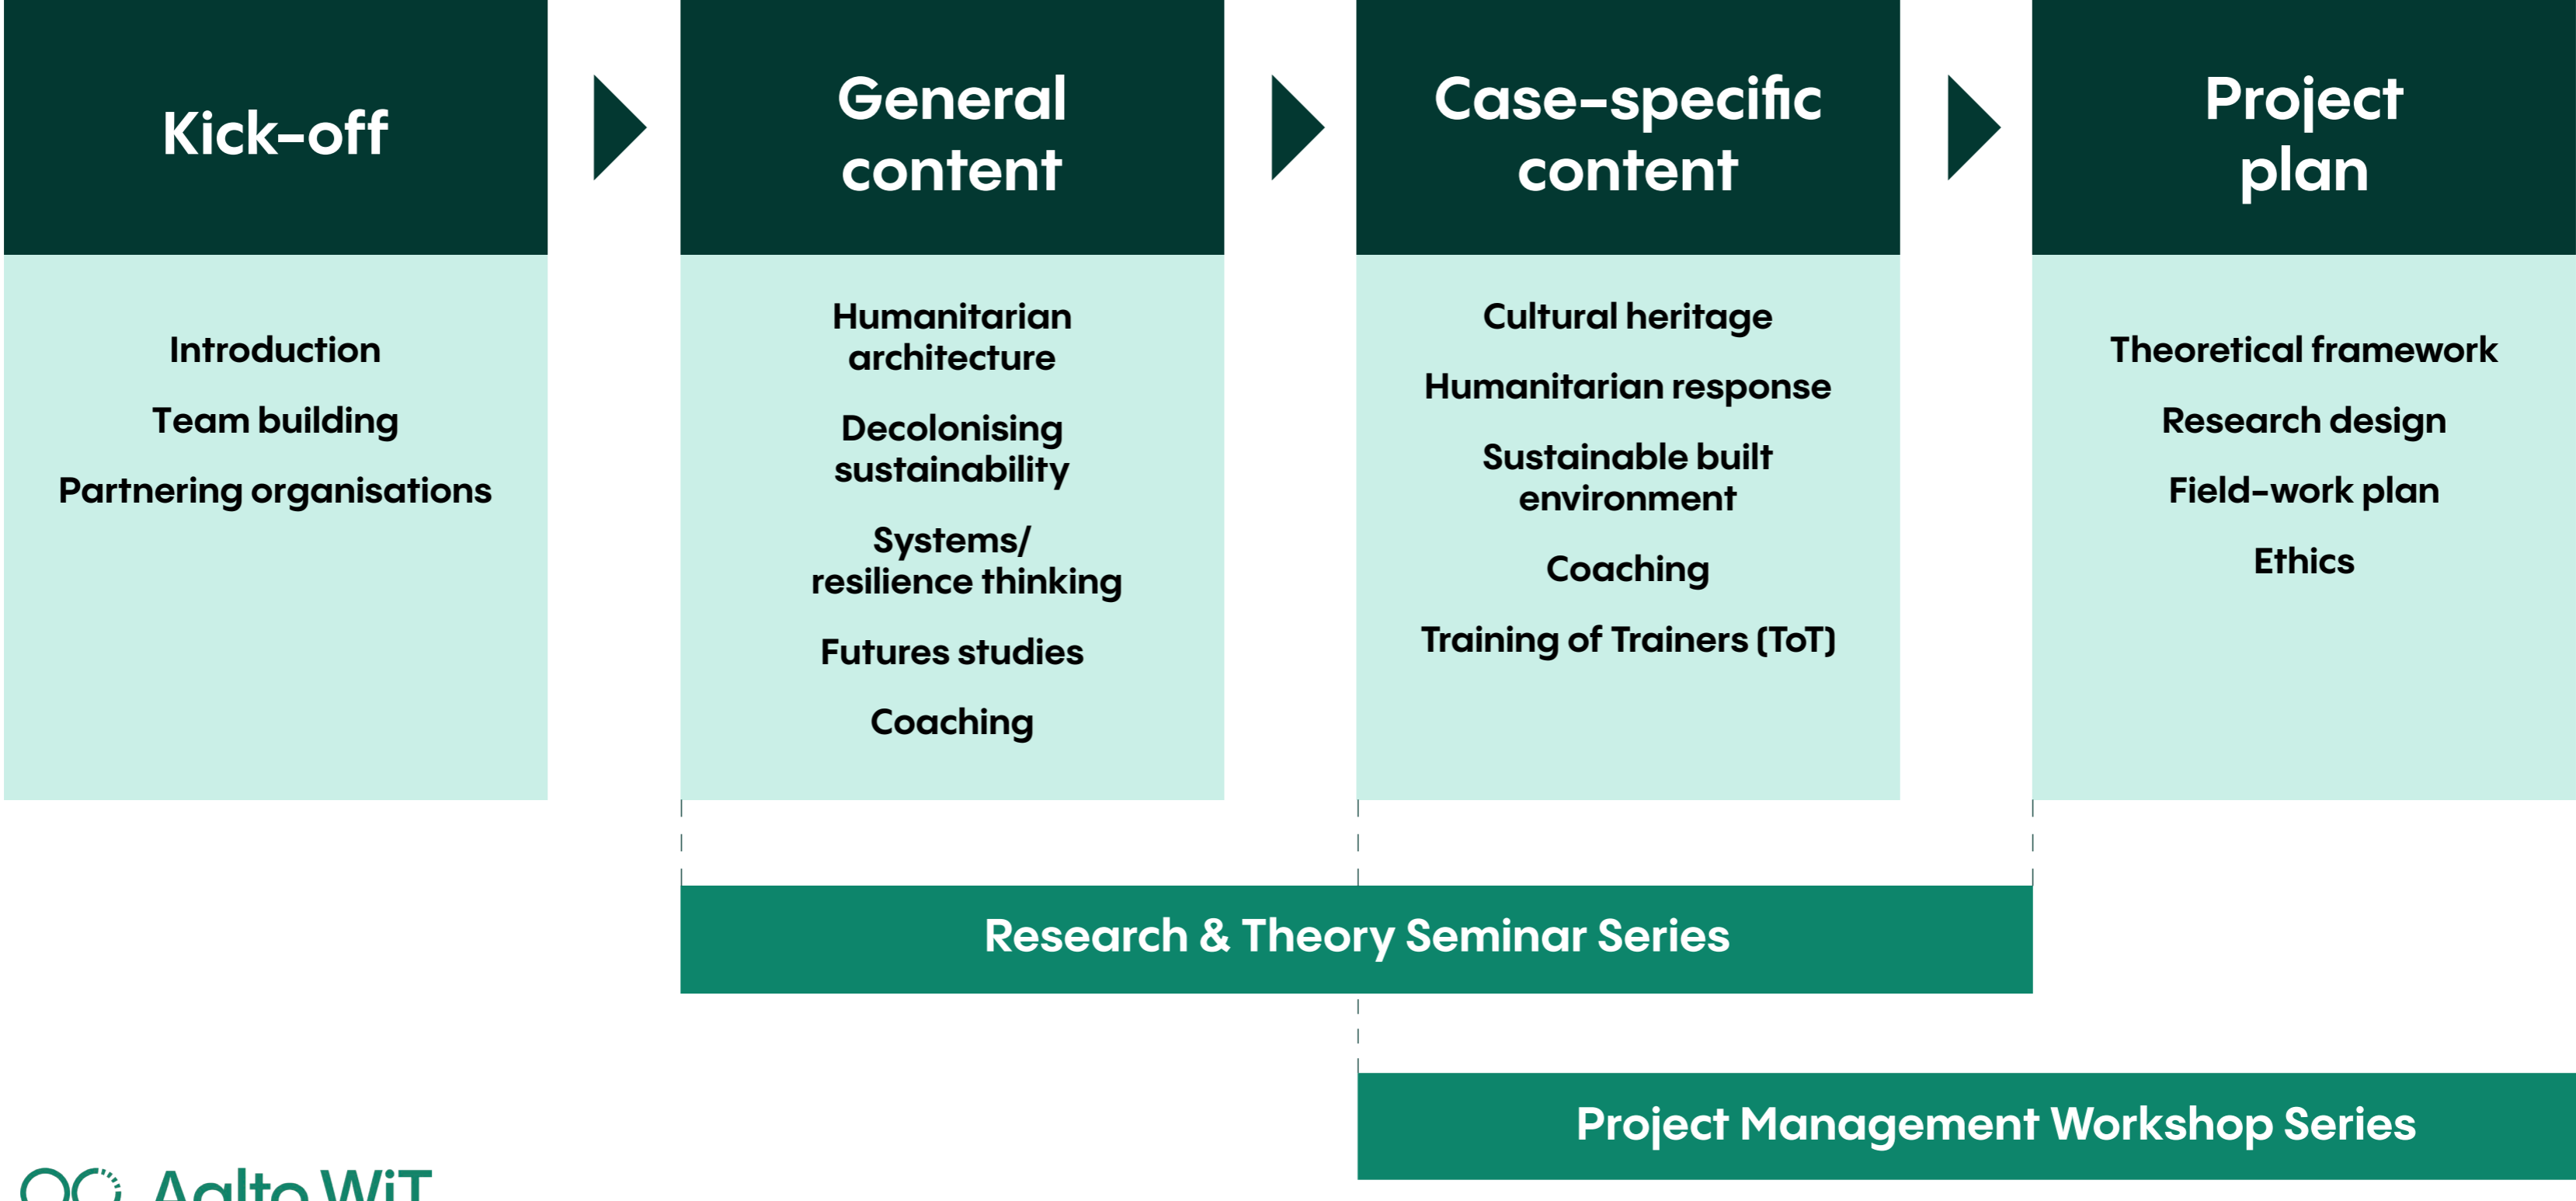 Kick-off
Introduction
Team building
Partnering organisations
General
content
Humanitarian
architecture
Decolonising
sustainability
Systems/
resilience thinking
Futures studies
Coaching
Case-specific
content
Cultural heritage
Humanitarian response
Sustainable built
environment
Coaching
Training of Trainers (ToT)
Project
plan
Theoretical framework
Research design
Field-work plan
Ethics
Research & Theory Seminar Series
Project Management Workshop Series
Aalto WiT